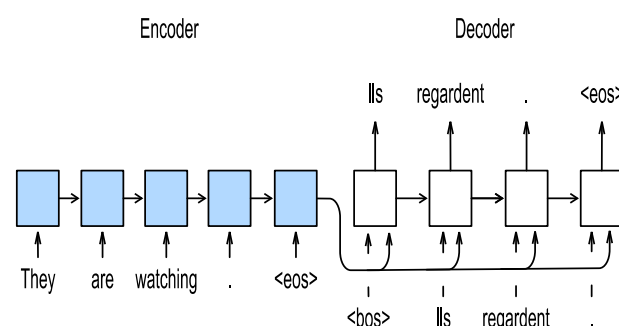 Encoder Decoder
Ils regardent . <eos>
They are watching . <eos>
<bos> Ils regardent .